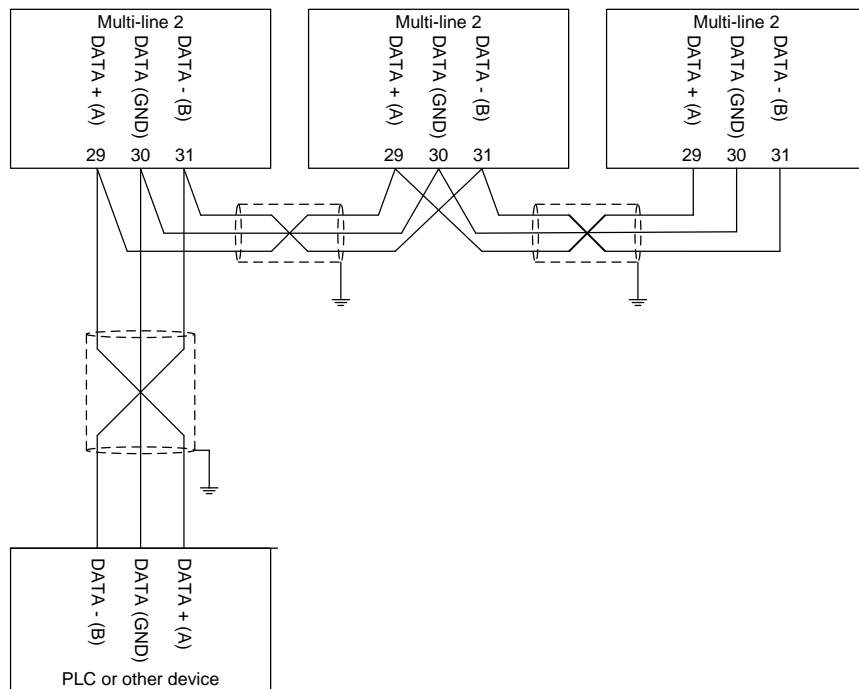 Multi-line 2
DATA + (A)
DATA (GND)
DATA - (B)
29 30 31
Multi-line 2
DATA + (A)
DATA (GND)
DATA - (B)
29 30 31
Multi-line 2
DATA + (A)
DATA (GND)
DATA - (B)
29 30 31
DATA - (B)
DATA (GND)
DATA + (A)
PLC or other device